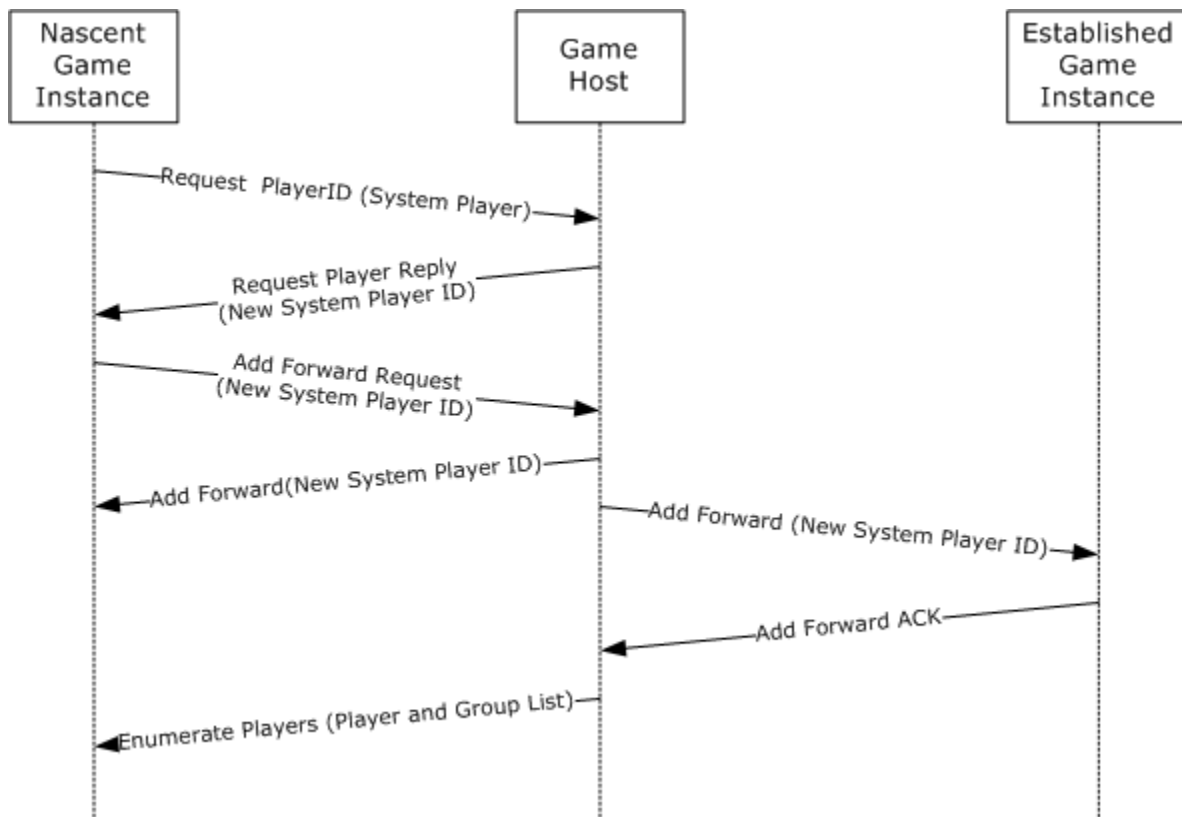 Nascent
Game
Instance
Game
Host
Established
Game
Instance
Request  PlayerID (System Player)
Request Player Reply
(New System Player ID)
Add Forward Request
(New System Player ID)
Add Forward(New System Player ID)
Add Forward (New System Player ID)
Add Forward ACK
Enumerate Players (Player and Group List)